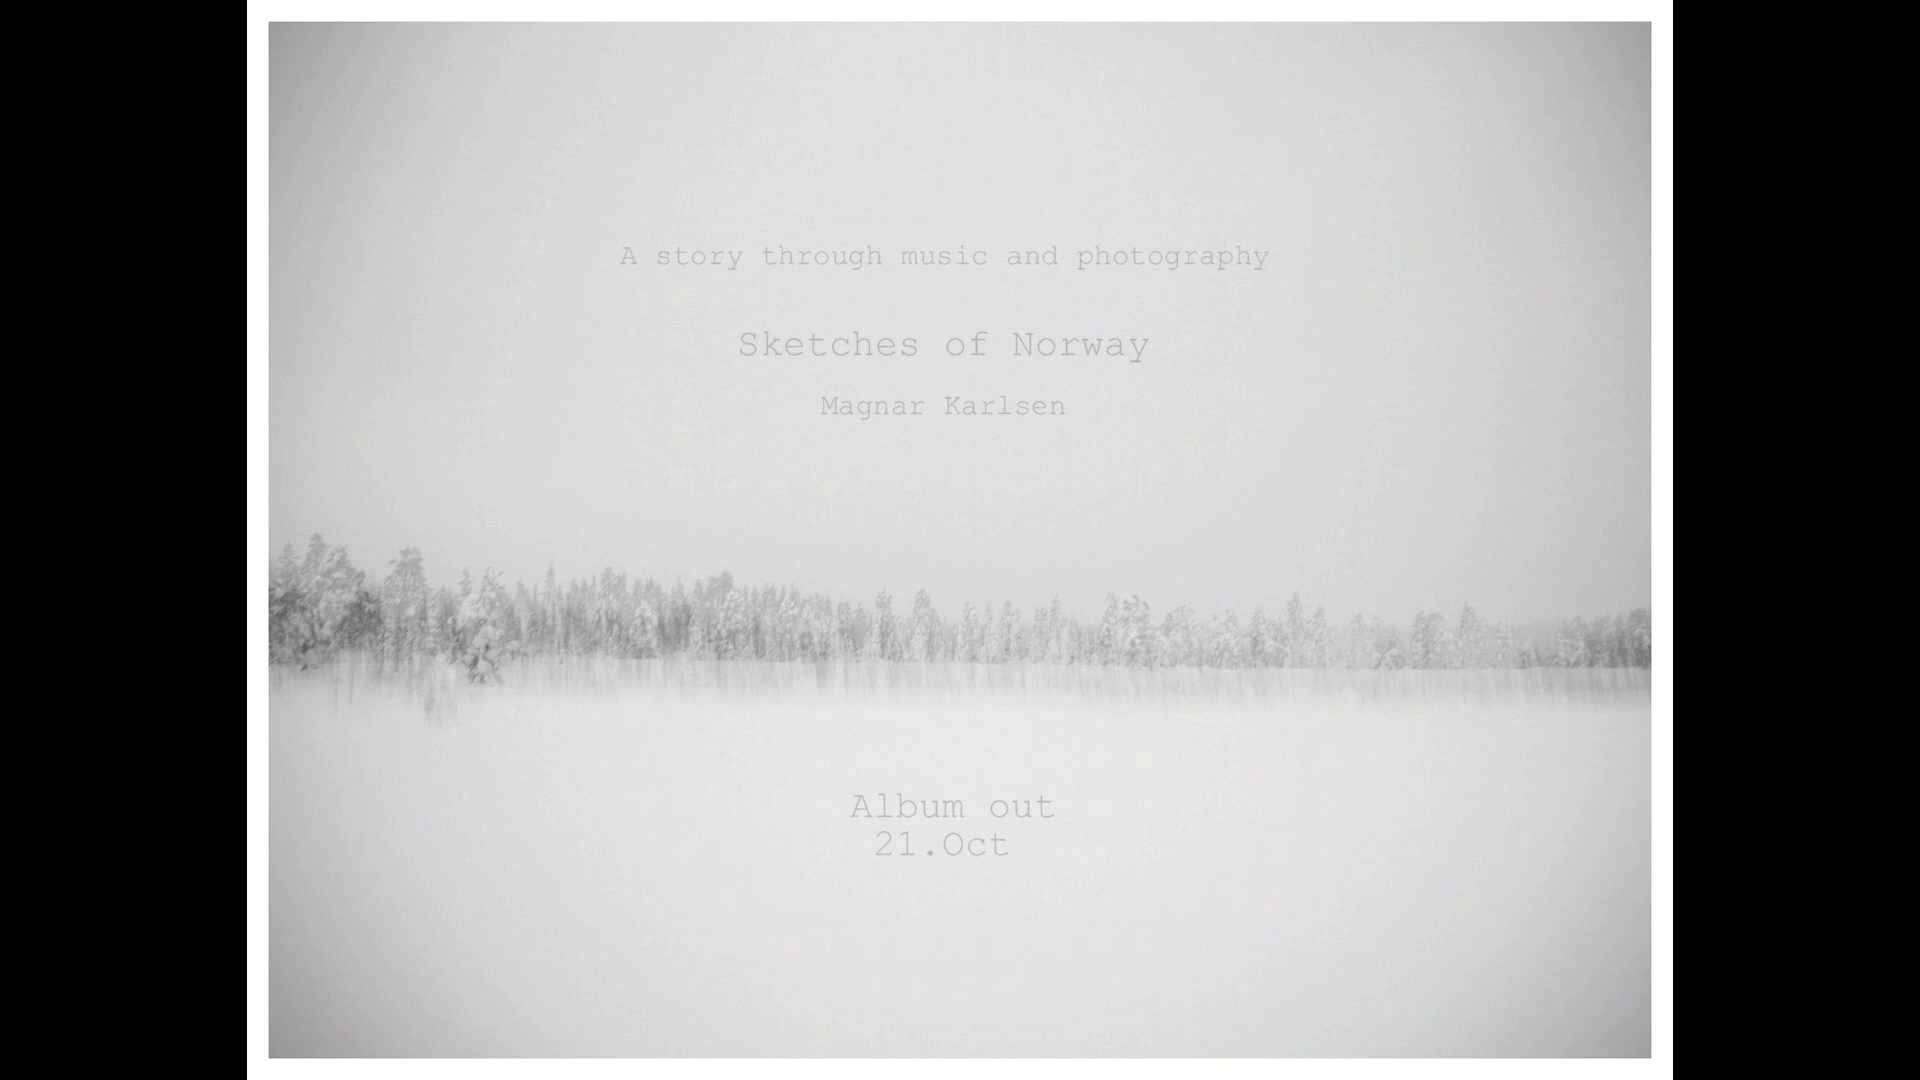 A story through music and photography
Sketches of Norway
Magnar Karlsen
Album out
21.Oct